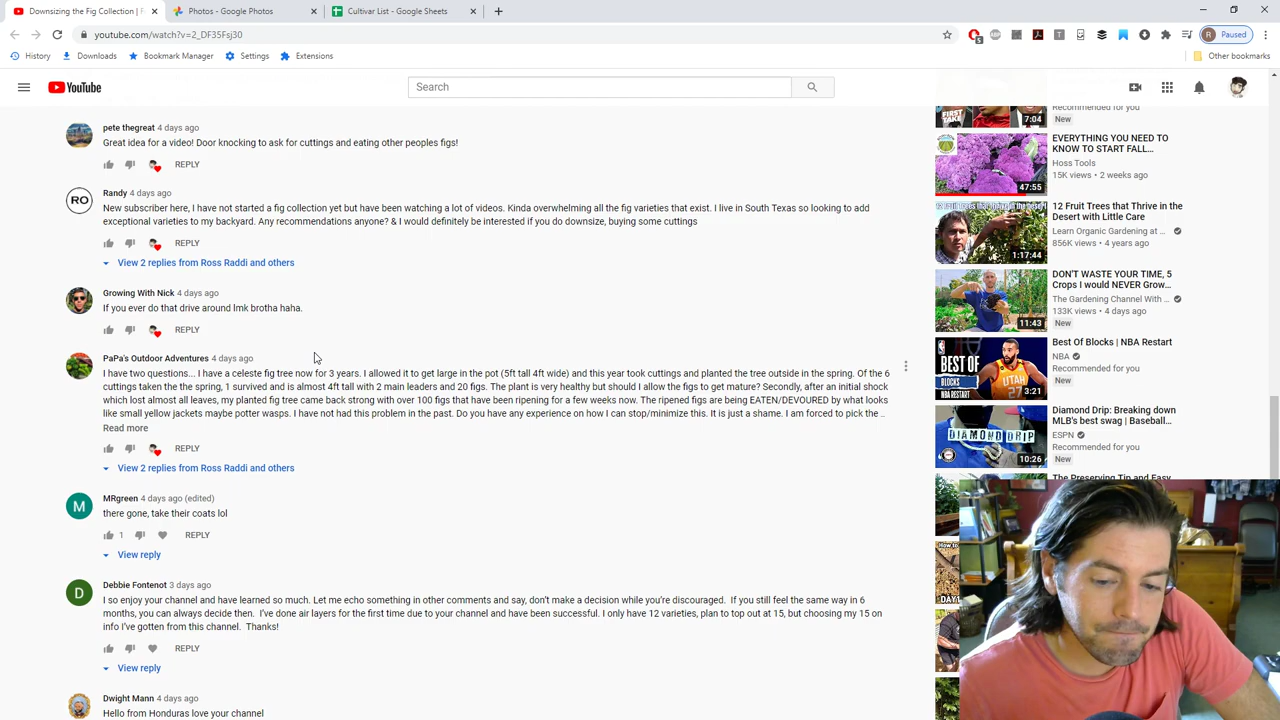 Downsizing the Fig Collection | F
Photos - Google Photos
Cultivar List - Google Sheets
youtube.com/watch?v=2_DF35Fsj30
5
R Paused
History Downloads Bookmark Manager Settings Extensions Other bookmarks
YouTube
Search
pete thegreat 4 days ago
Great idea for a video! Door knocking to ask for cuttings and eating other peoples figs!
REPLY
RO
Randy 4 days ago
New subscriber here, I have not started a fig collection yet but have been watching a lot of videos. Kinda overwhelming all the fig varieties that exist. I live in South Texas so looking to add
exceptional varieties to my backyard. Any recommendations anyone? & I would definitely be interested if you do downsize, buying some cuttings
REPLY
View 2 replies from Ross Raddi and others
Growing With Nick 4 days ago
If you ever do that drive around lmk brotha haha.
REPLY
PaPa's Outdoor Adventures 4 days ago
I have two questions... I have a celeste fig tree now for 3 years. I allowed it to get large in the pot (5ft tall 4ft wide) and this year took cuttings and planted the tree outside. Of the 6
cuttings taken the spring, 1 survived and is almost 4ft tall with 2 main leaders and 20 figs. The plant is very healthy but should I allow the figs to get mature? Secondly, after an initial shock
which lost almost all leaves, my planted fig tree came back strong with over 100 figs that have been ripening for a few weeks now. The ripened figs are being EATEN/DEVOURED by what looks
like small yellow jackets maybe potter wasps. I have not had this problem in the past. Do you have any experience on how I can stop/minimize this. It is just a shame. I am forced to pick the …
Read more
REPLY
View 2 replies from Ross Raddi and others
M
MRgreen 4 days ago (edited)
there gone, take their coats lol
1 REPLY
View reply
D
Debbie Fontenot 3 days ago
I so enjoy your channel and have learned so much. Let me echo something in other comments and say, don't make a decision while you're discouraged. If you still feel the same way in 6
months, you can always decide then. I've done air layers for the first time due to your channel and have been successful. I only have 12 varieties, plan to top out at 15, but choosing my 15 on
info I've gotten from this channel. Thanks!
REPLY
View reply
Dwight Mann 4 days ago
Hello from Honduras love your channel
FIRST
TAKE
7:04
Recommended for you
New
47:55
EVERYTHING YOU NEED
TO KNOW TO START FALL…
Hoss Tools
15K views • 2 weeks ago
1:17:44
12 Fruit Trees that Thrive in the
Desert with Little Care
Learn Organic Gardening at …
856K views • 4 years ago
11:43
DON'T WASTE YOUR TIME, 5
Crops I would NEVER Grow…
The Gardening Channel With …
133K views • 4 days ago
New
BEST OF
BLOCKS
UTAH
3:21
Best Of Blocks | NBA Restart
NBA
Recommended for you
New
DIAMOND DRIP
10:26
Diamond Drip: Breaking down
MLB's best swag | Baseball…
ESPN
Recommended for you
New
The Preserving Tip and Easy
How to
DAY1